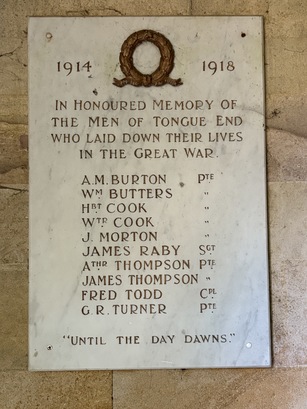 1914 1918
IN HONOURED MEMORY OF
THE MEN OF TONGUE END
WHO LAID DOWN THEIR LIVES
IN THE GREAT WAR.
A.M. BURTON PTE
WM BUTTERS "
HBT COOK "
WTR COOK "
J. MORTON "
JAMES RABY SGT
ATHR THOMPSON PTE
JAMES THOMPSON "
FRED TODD CPL
G.R. TURNER PTE
"UNTIL THE DAY DAWNS."